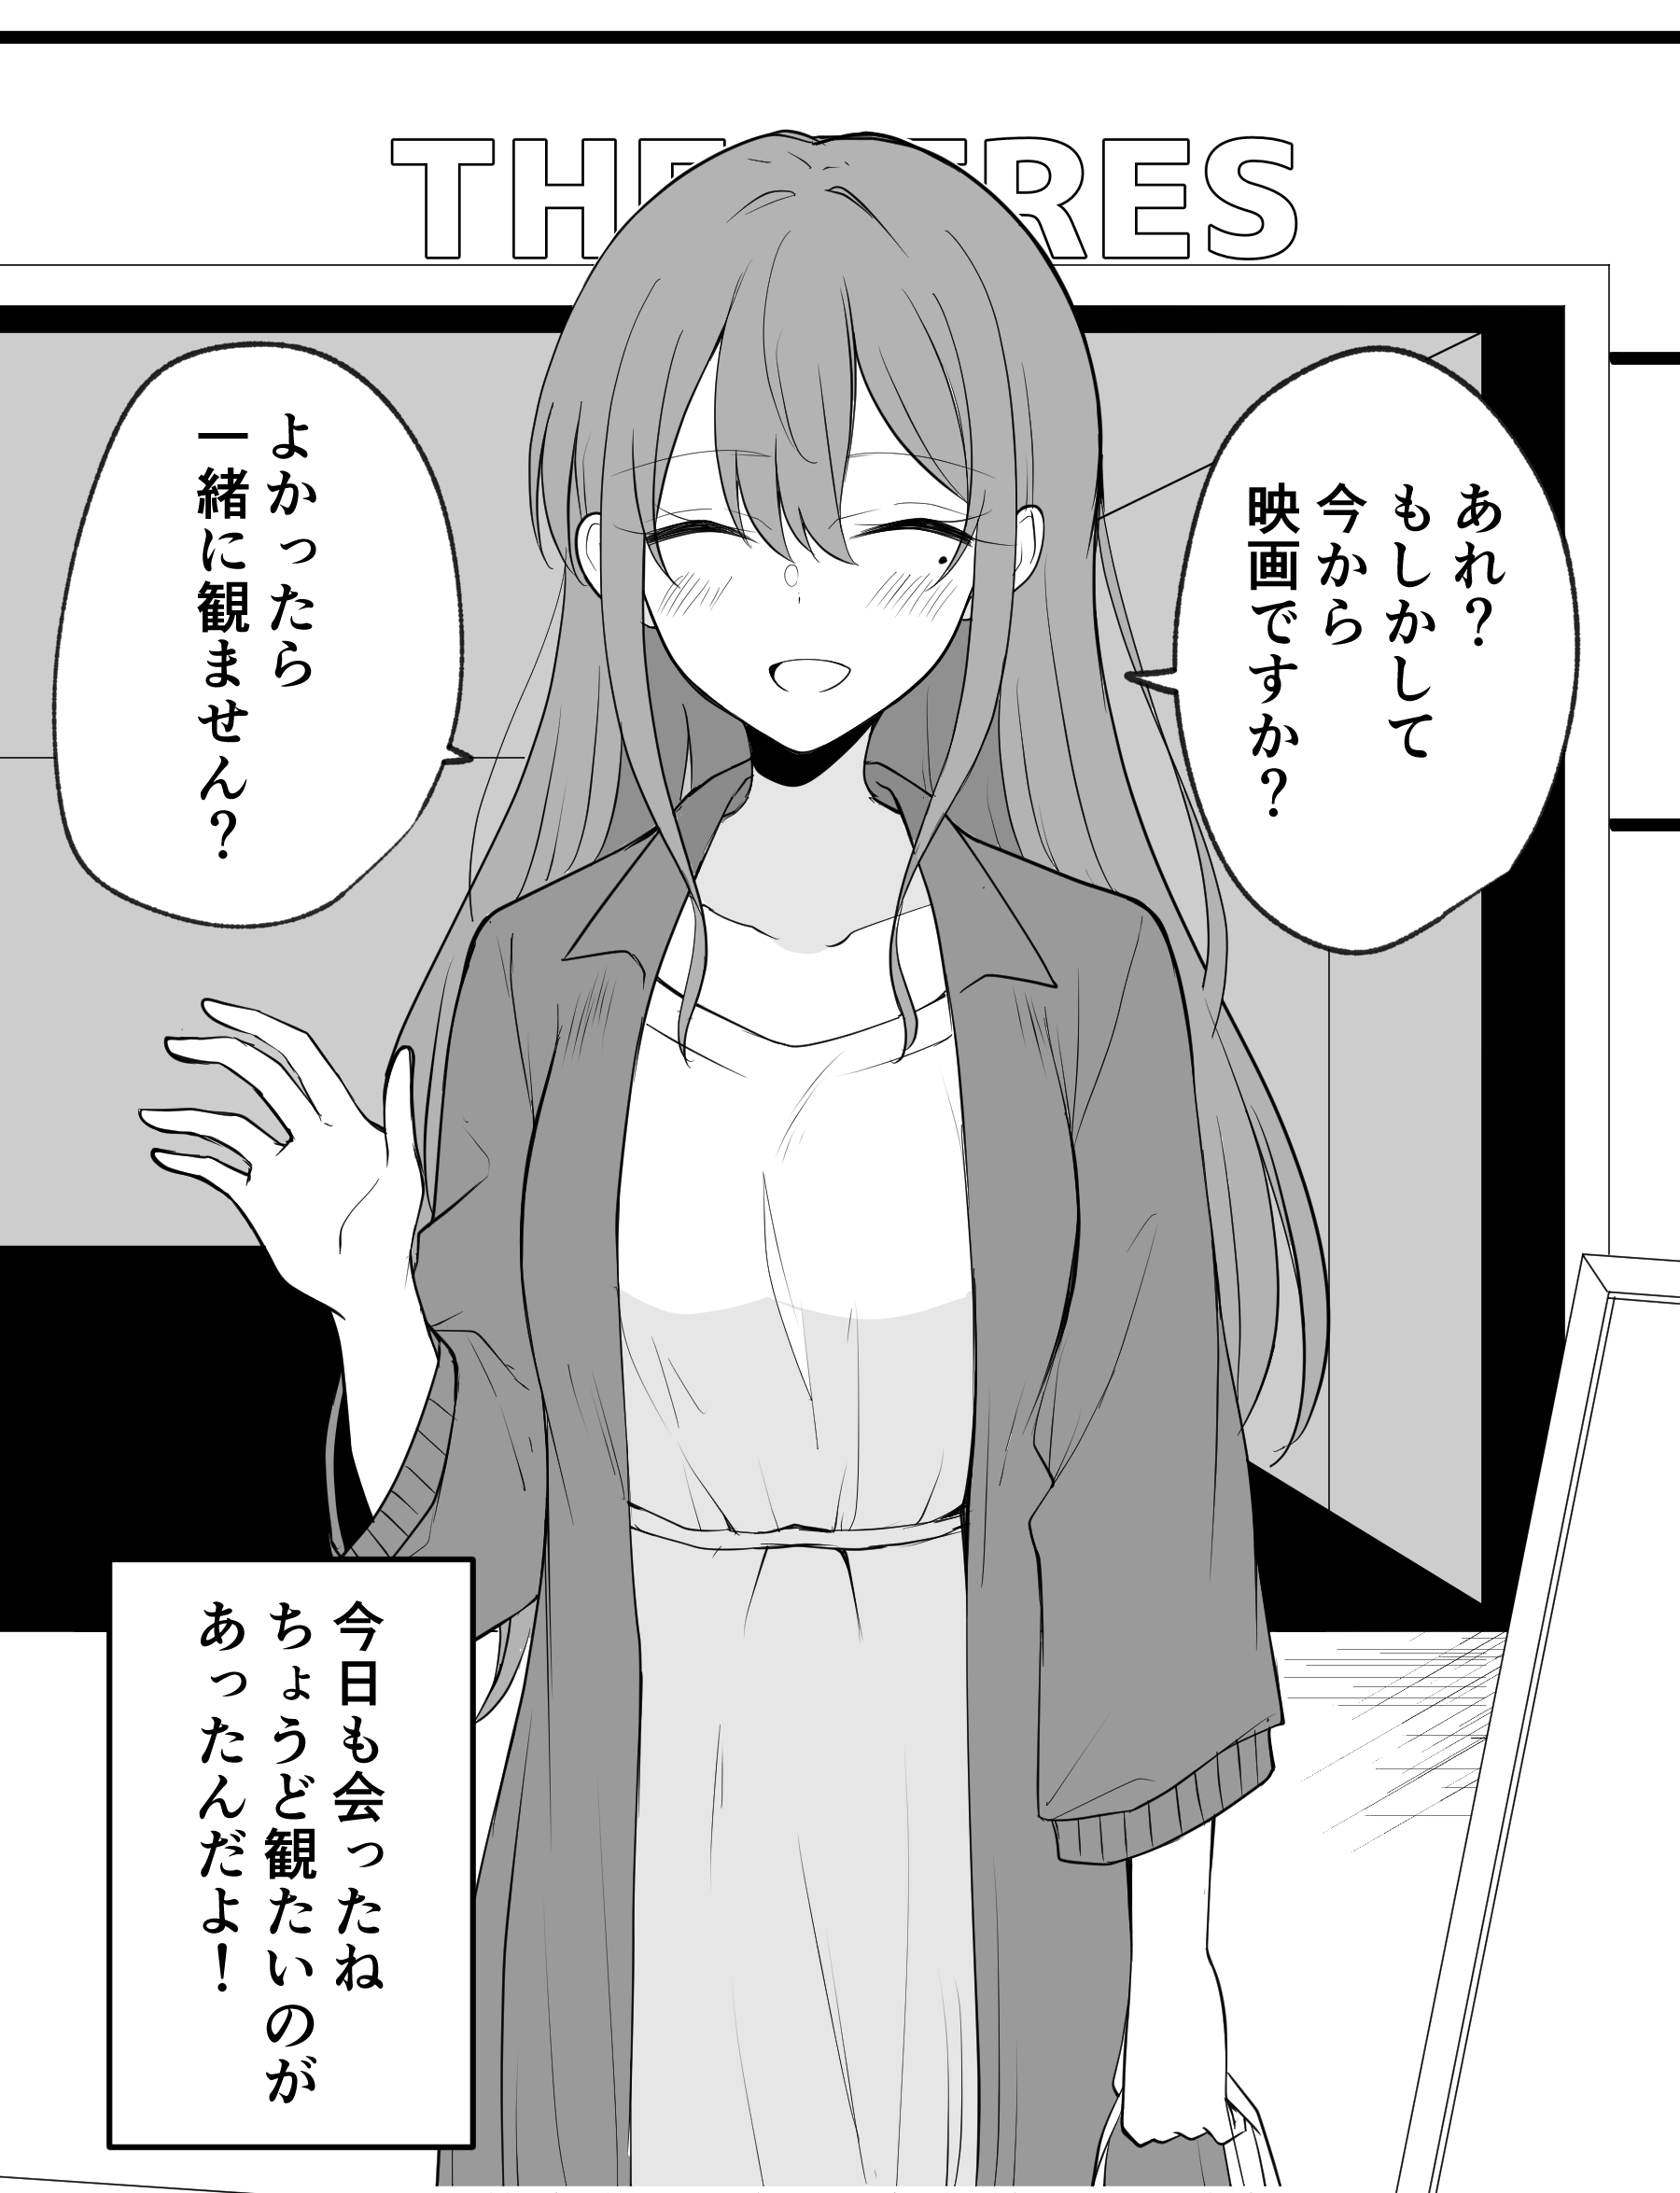 THE RES
あれ？
もしかして
今から
映画ですか？
よかったら
一緒に観ません？
今日も会ったね
ちょうど観たいのが
あったんだよ！